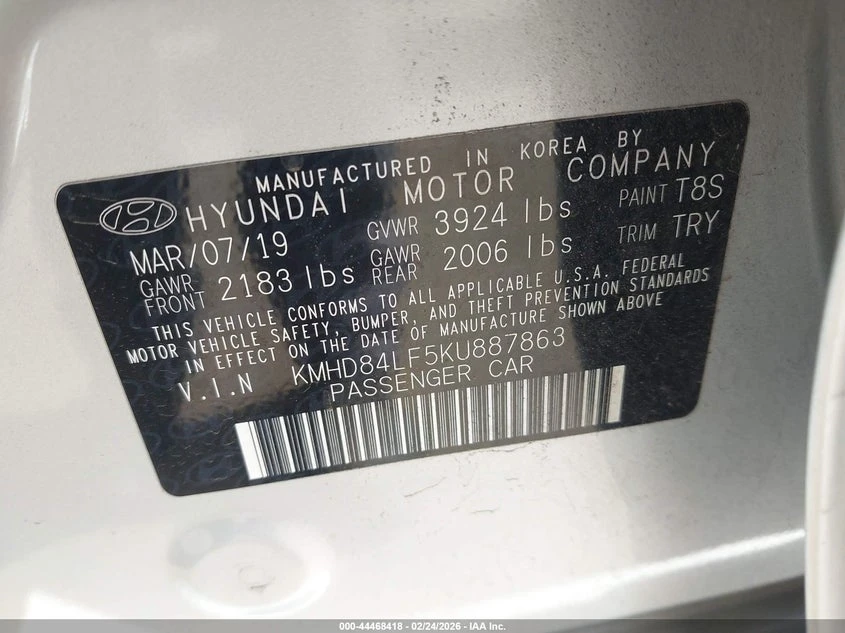 MANUFACTURED IN KOREA BY
HYUNDAI MOTOR COMPANY
MAR/07/19 GVWR 3924 lbs PAINT T8S
GAWR FRONT 2183 lbs GAWR REAR 2006 lbs TRIM TRY
THIS VEHICLE CONFORMS TO ALL APPLICABLE U.S.A. FEDERAL
MOTOR VEHICLE SAFETY, BUMPER, AND THEFT PREVENTION STANDARDS
IN EFFECT ON THE DATE OF MANUFACTURE SHOWN ABOVE
V.I.N KMHD84LF5KU887863
PASSENGER CAR
000-44468418 - 02/24/2026 - IAA Inc.